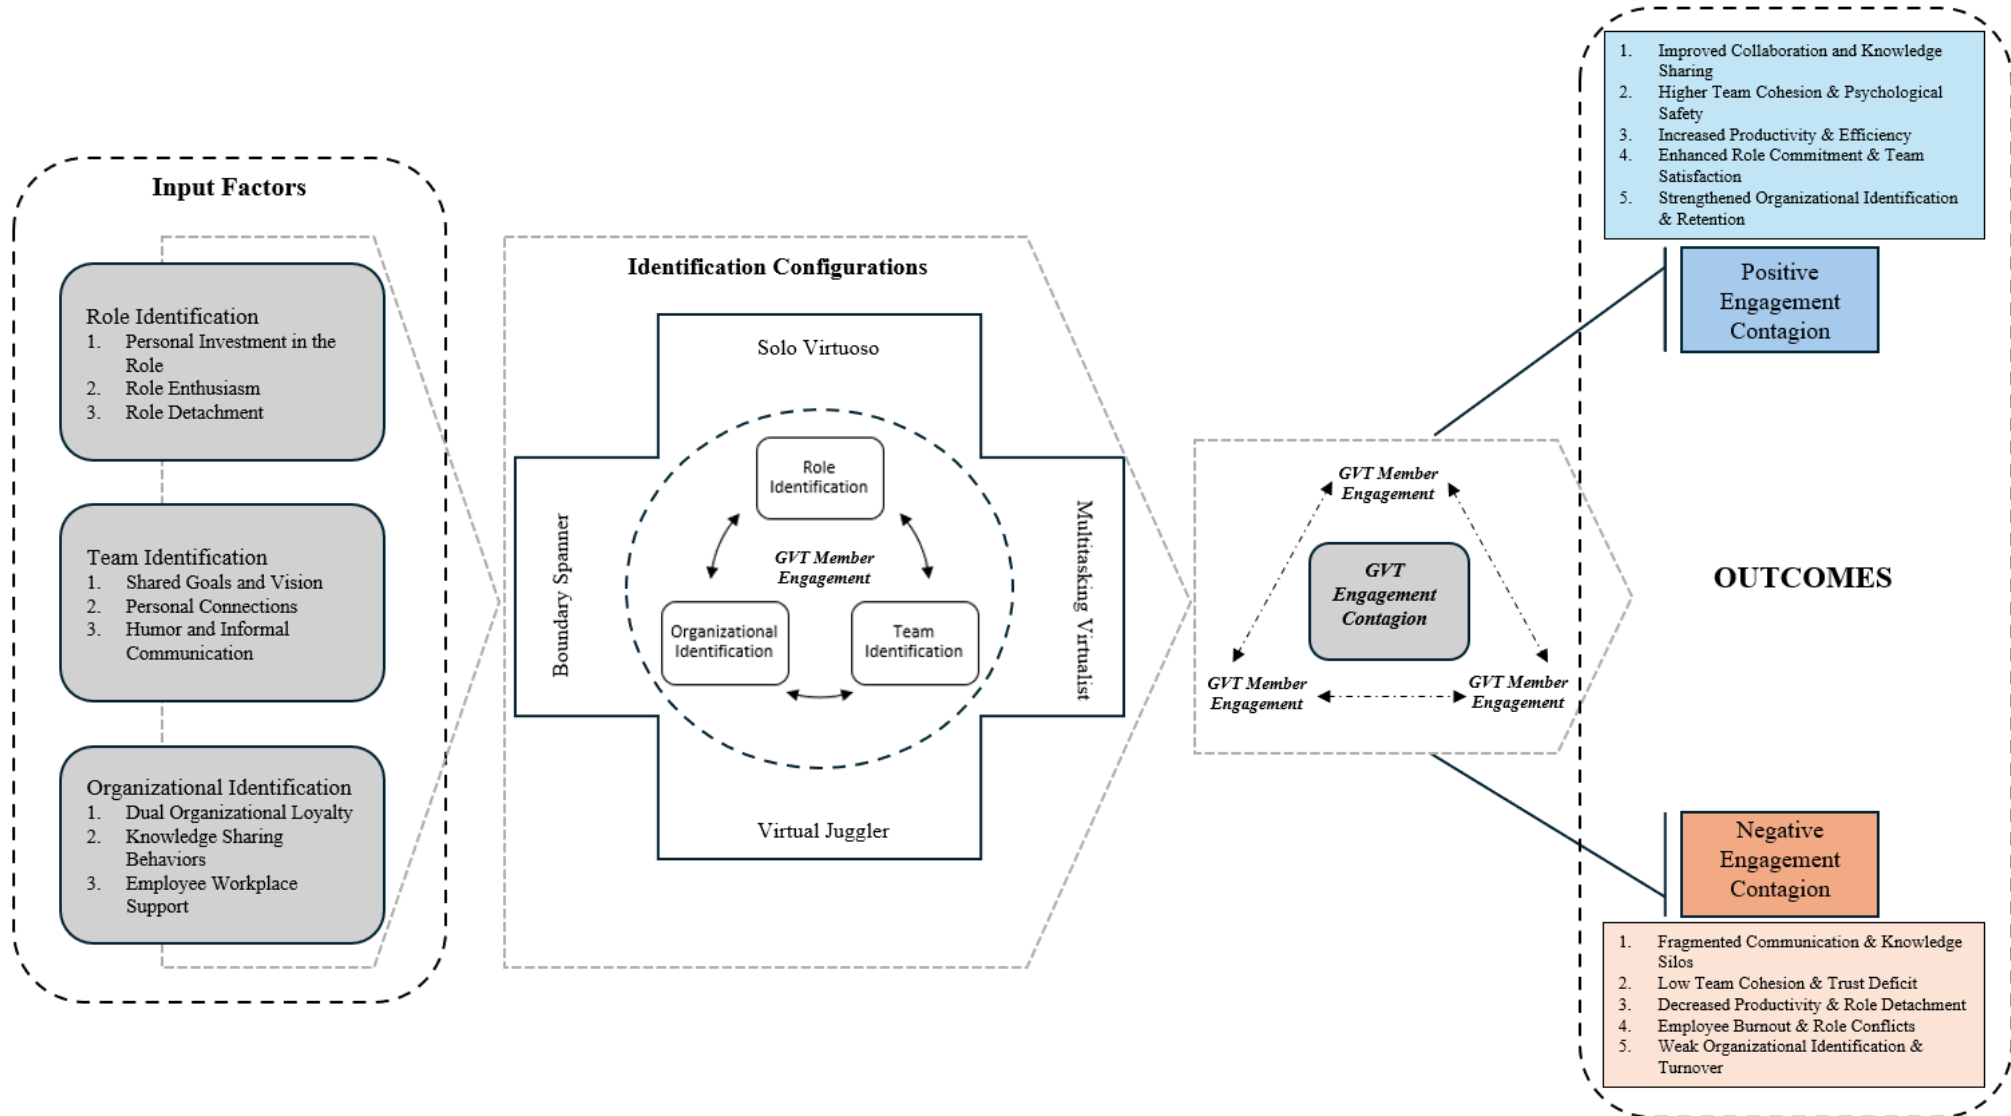 Input Factors
Role Identification
1. Personal Investment in the
Role
2. Role Enthusiasm
3. Role Detachment
Team Identification
1. Shared Goals and Vision
2. Personal Connections
3. Humor and Informal
Communication
Organizational Identification
1. Dual Organizational Loyalty
2. Knowledge Sharing
Behaviors
3. Employee Workplace
Support
Identification Configurations
Solo Virtuoso
Boundary Spanner
Role
Identification
GVT Member
Engagement
Organizational
Identification
Team
Identification
Multitasking Virtualist
Virtual Juggler
GVT Member
Engagement
GVT
Engagement
Contagion
GVT Member
Engagement
GVT Member
Engagement
1. Improved Collaboration and Knowledge
Sharing
2. Higher Team Cohesion & Psychological
Safety
3. Increased Productivity & Efficiency
4. Enhanced Role Commitment & Team
Satisfaction
5. Strengthened Organizational Identification
& Retention
Positive
Engagement
Contagion
OUTCOMES
Negative
Engagement
Contagion
1. Fragmented Communication & Knowledge
Silos
2. Low Team Cohesion & Trust Deficit
3. Decreased Productivity & Role Detachment
4. Employee Burnout & Role Conflicts
5. Weak Organizational Identification &
Turnover